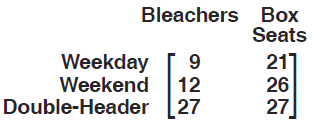 Bleachers Box
Seats
Weekday 9 21
Weekend 12 26
Double-Header 27 27